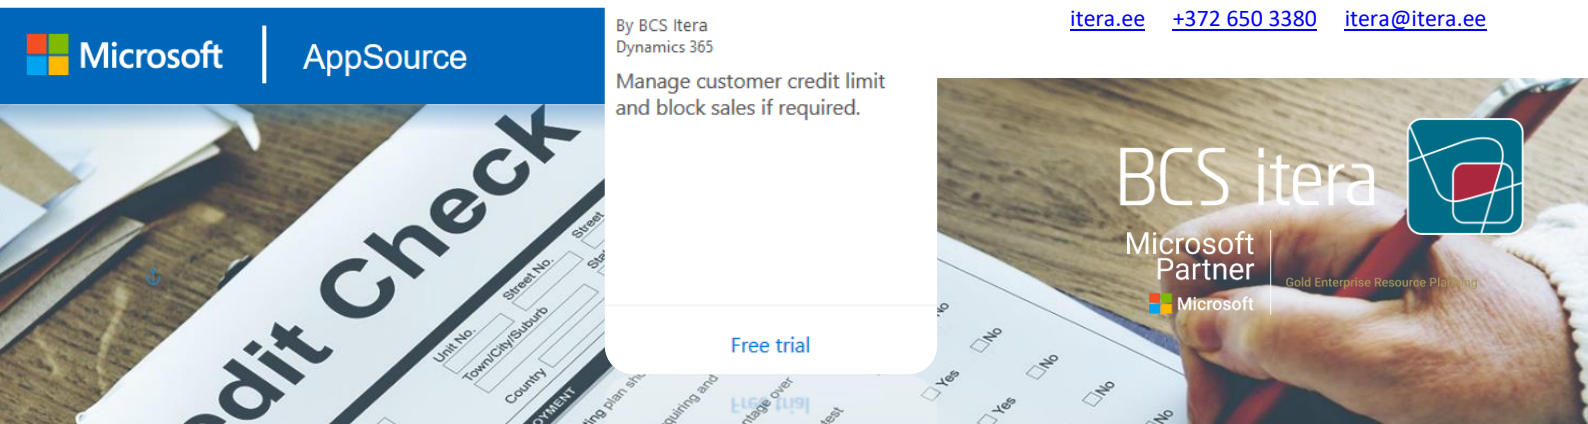 Microsoft | AppSource
By BCS Itera
Dynamics 365
Manage customer credit limit
and block sales if required.
Free trial
itera.ee +372 650 3380 itera@itera.ee
BCS itera
Microsoft
Partner
Microsoft
Gold Enterprise Resource Planning
edit Check
Street
Street No.
Unit No.
Town/City/Suburb
Country
No
No
No
No
No
Yes
Yes
Free trial